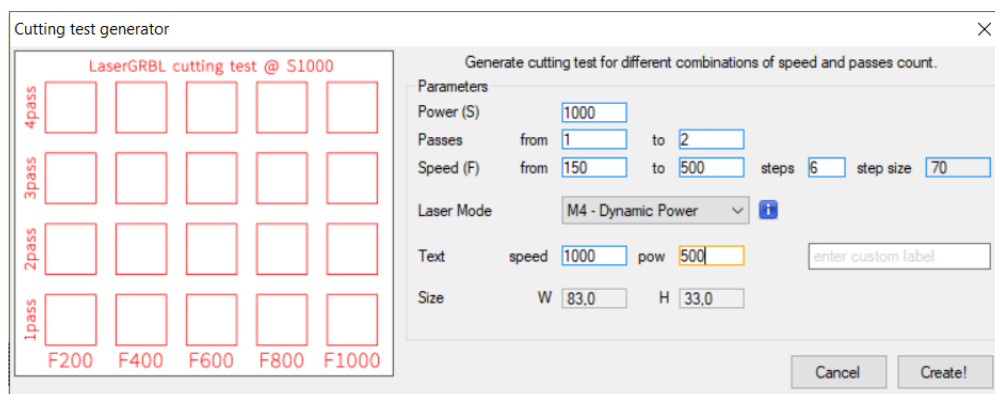 Cutting test generator
LaserGRBL cutting test @ S1000
4pass
3pass
2pass
1pass
F200 F400 F600 F800 F1000
Generate cutting test for different combinations of speed and passes count.
Parameters
Power (S) 1000
Passes from 1 to 2
Speed (F) from 150 to 500 steps 6 step size 70
Laser Mode M4 - Dynamic Power i
Text speed 1000 pow 500 enter custom label
Size W 83,0 H 33,0
Cancel Create!